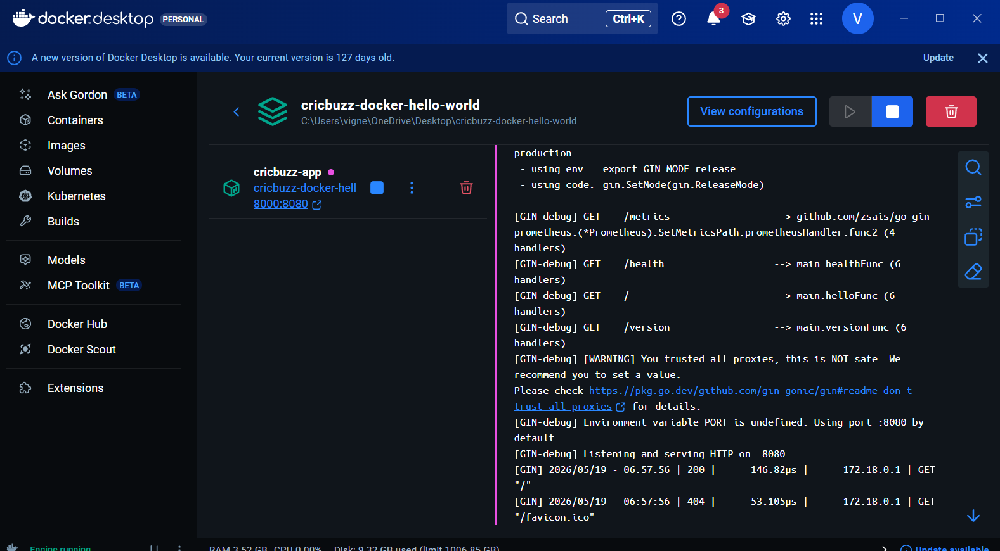 docker.desktop PERSONAL
Search Ctrl+K
3
V
A new version of Docker Desktop is available. Your current version is 127 days old.
Update
Ask Gordon BETA
Containers
Images
Volumes
Kubernetes
Builds
Models
MCP Toolkit BETA
Docker Hub
Docker Scout
Extensions
cricbuzz-docker-hello-world
C:\Users\vigne\OneDrive\Desktop\cricbuzz-docker-hello-world
View configurations
cricbuzz-app
cricbuzz-docker-hell
8000:8080
production.
- using env: export GIN_MODE=release
- using code: gin.SetMode(gin.ReleaseMode)
[GIN-debug] GET /metrics --> github.com/zsais/go-gin-
prometheus.(*Prometheus).SetMetricsPath.prometheusHandler.func2 (4
handlers)
[GIN-debug] GET /health --> main.healthFunc (6
handlers)
[GIN-debug] GET / --> main.helloFunc (6
handlers)
[GIN-debug] GET /version --> main.versionFunc (6
handlers)
[GIN-debug] [WARNING] You trusted all proxies, this is NOT safe. We
recommend you to set a value.
Please check https://pkg.go.dev/github.com/gin-gonic/gin#readme-don-t-
trust-all-proxies for details.
[GIN-debug] Environment variable PORT is undefined. Using port :8080 by
default
[GIN-debug] Listening and serving HTTP on :8080
[GIN] 2026/05/19 - 06:57:56 | 200 | 146.82µs | 172.18.0.1 | GET
"/"
[GIN] 2026/05/19 - 06:57:56 | 404 | 53.105µs | 172.18.0.1 | GET
"/favicon.ico"
Engine running
RAM 3.52 GB CPU 0.00% Disk: 9.32 GB used (limit 1006.85 GB)
Update available